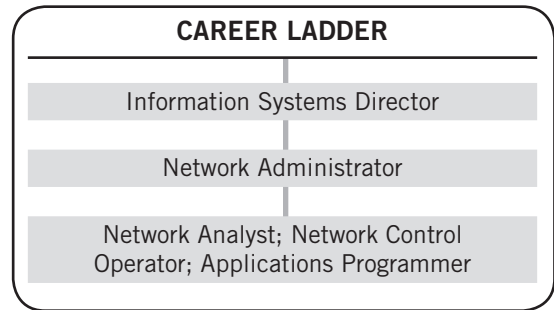 CAREER LADDER
Information Systems Director
Network Administrator
Network Analyst; Network Control
Operator; Applications Programmer